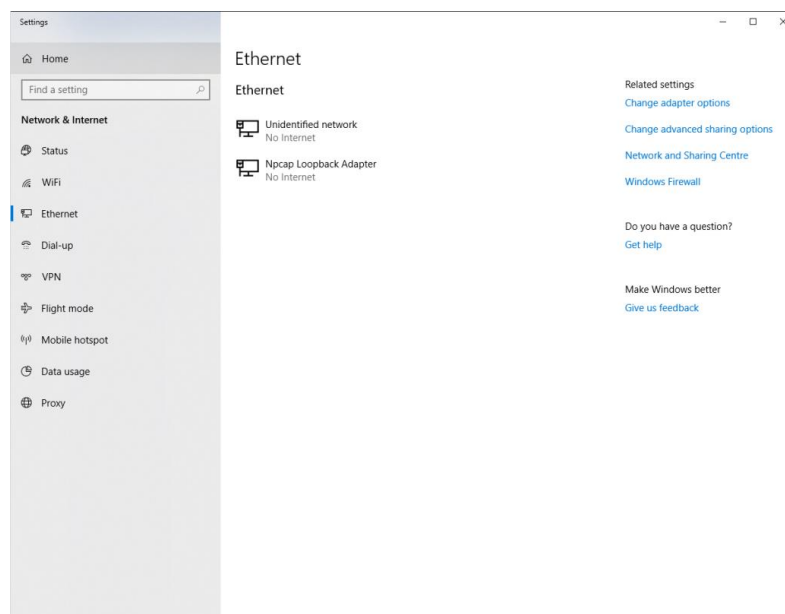 Settings
Home
Find a setting
Network & Internet
Status
WiFi
Ethernet
Dial-up
VPN
Flight mode
Mobile hotspot
Data usage
Proxy
Ethernet
Ethernet
Unidentified network
No Internet
Npcap Loopback Adapter
No Internet
Related settings
Change adapter options
Change advanced sharing options
Network and Sharing Centre
Windows Firewall
Do you have a question?
Get help
Make Windows better
Give us feedback